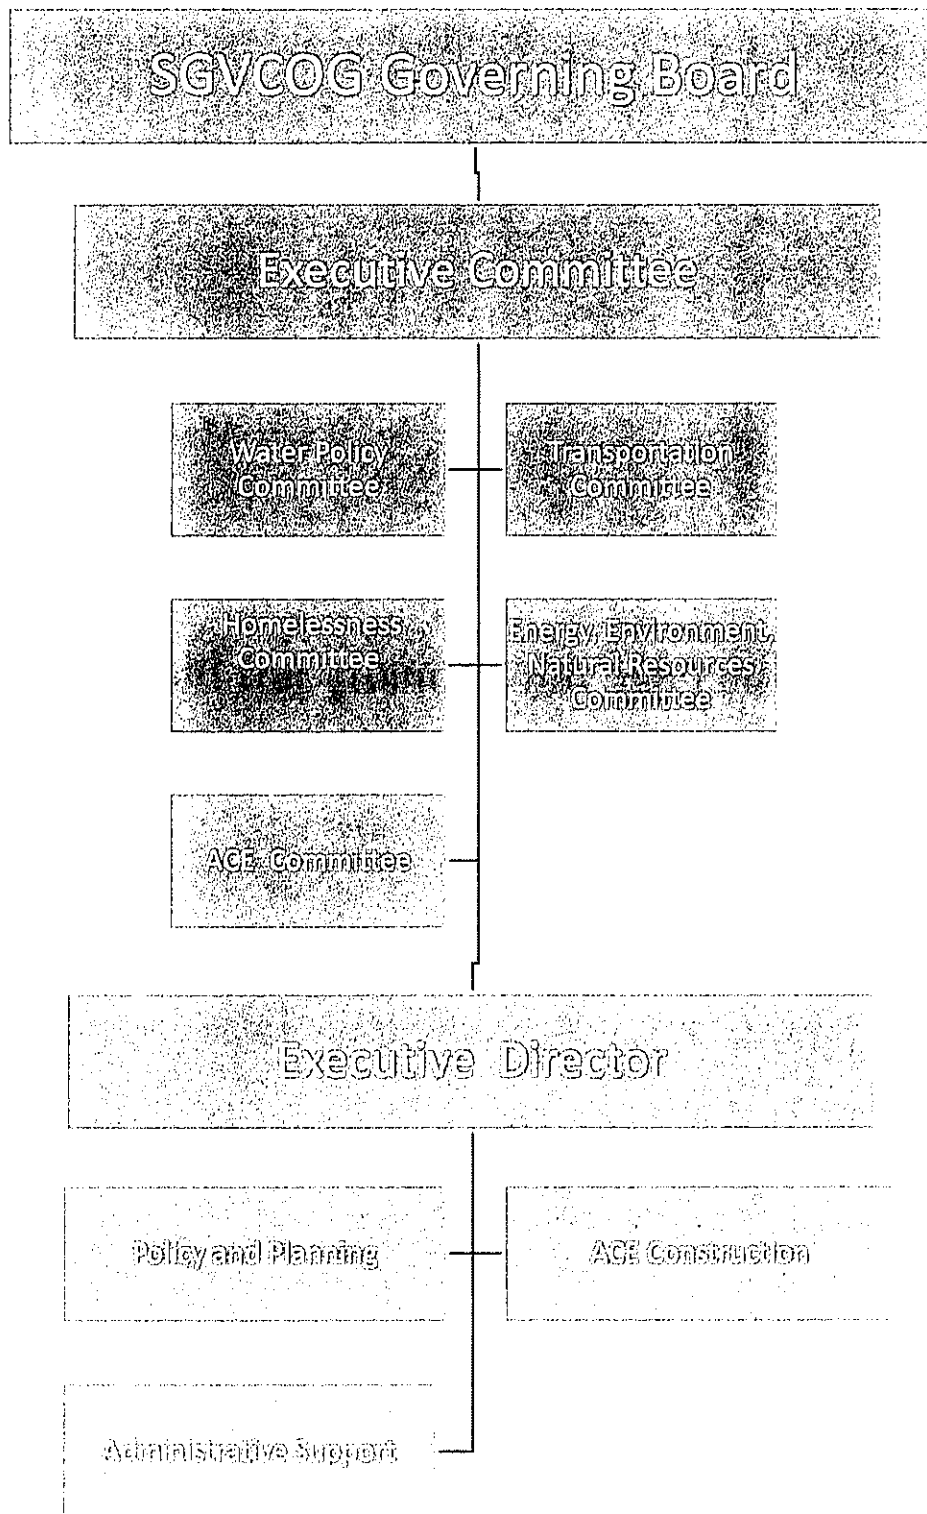 SGVCOG Governing Board
Executive Committee
Water Policy
Committee
Transportation
Committee
Homelessness
Committee
Energy, Environment,
Natural Resources
Committee
ACE Committee
Executive Director
Policy and Planning
ACE Construction
Administrative Support